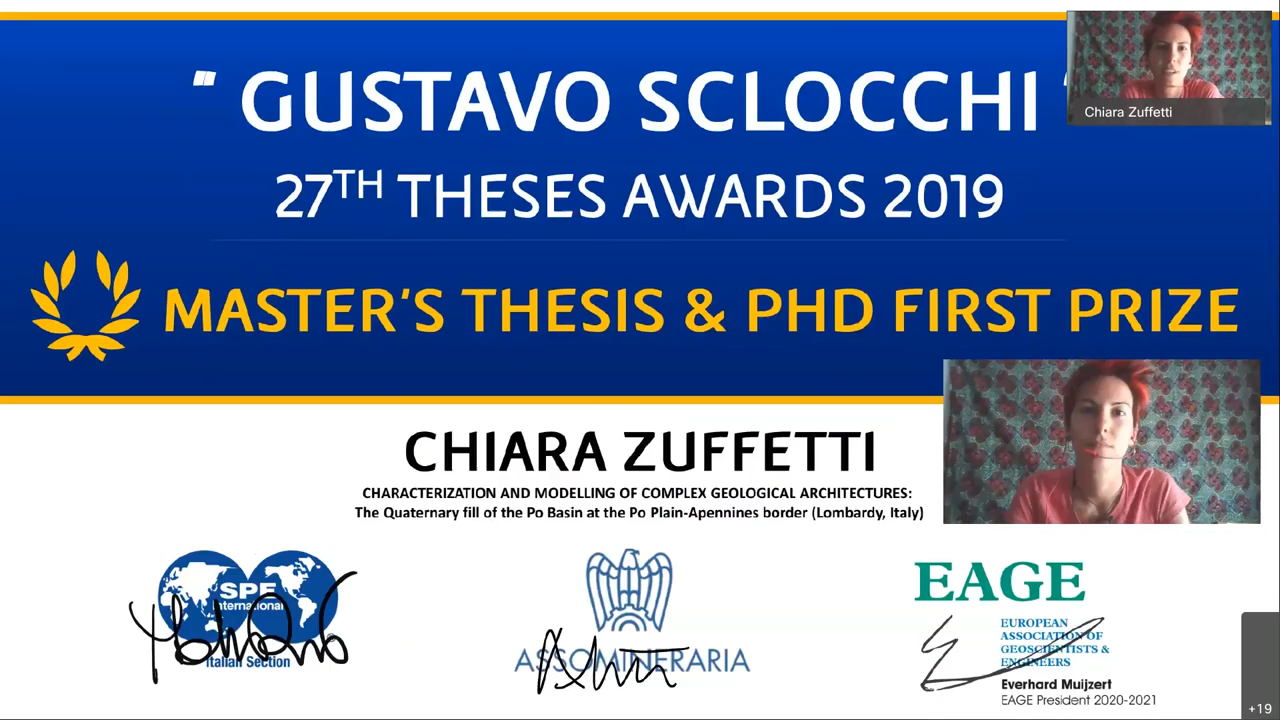 " GUSTAVO SCLOCCHI "
Chiara Zuffetti
27TH THESES AWARDS 2019
MASTER'S THESIS & PHD FIRST PRIZE
CHIARA ZUFFETTI
CHARACTERIZATION AND MODELLING OF COMPLEX GEOLOGICAL ARCHITECTURES:
The Quaternary fill of the Po Basin at the Po Plain-Apennines border (Lombardy, Italy)
SPE
International
Italian Section
ASSOMINERARIA
EAGE
EUROPEAN
ASSOCIATION OF
GEOSCIENTISTS &
ENGINEERS
Everhard Muijzert
EAGE President 2020-2021
+19